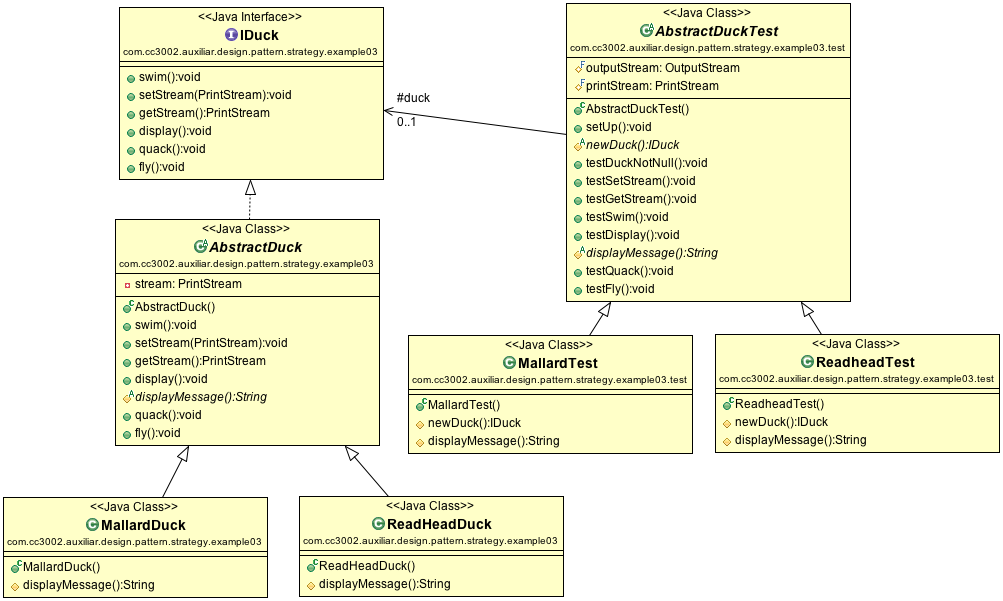 <<Java Interface>>
IDuck
com.cc3002.auxiliar.design.pattern.strategy.example03
swim():void
setStream(PrintStream):void
getStream():PrintStream
display():void
quack():void
fly():void
#duck
0..1
<<Java Class>>
AbstractDuckTest
com.cc3002.auxiliar.design.pattern.strategy.example03.test
outputStream: OutputStream
printStream: PrintStream
AbstractDuckTest()
setUp():void
newDuck():IDuck
testDuckNotNull():void
testSetStream():void
testGetStream():void
testSwim():void
testDisplay():void
displayMessage():String
testQuack():void
testFly():void
<<Java Class>>
AbstractDuck
com.cc3002.auxiliar.design.pattern.strategy.example03
stream: PrintStream
AbstractDuck()
swim():void
setStream(PrintStream):void
getStream():PrintStream
display():void
displayMessage():String
quack():void
fly():void
<<Java Class>>
MallardTest
com.cc3002.auxiliar.design.pattern.strategy.example03.test
MallardTest()
newDuck():IDuck
displayMessage():String
<<Java Class>>
ReadheadTest
com.cc3002.auxiliar.design.pattern.strategy.example03.test
ReadheadTest()
newDuck():IDuck
displayMessage():String
<<Java Class>>
MallardDuck
com.cc3002.auxiliar.design.pattern.strategy.example03
MallardDuck()
displayMessage():String
<<Java Class>>
ReadHeadDuck
com.cc3002.auxiliar.design.pattern.strategy.example03
ReadHeadDuck()
displayMessage():String